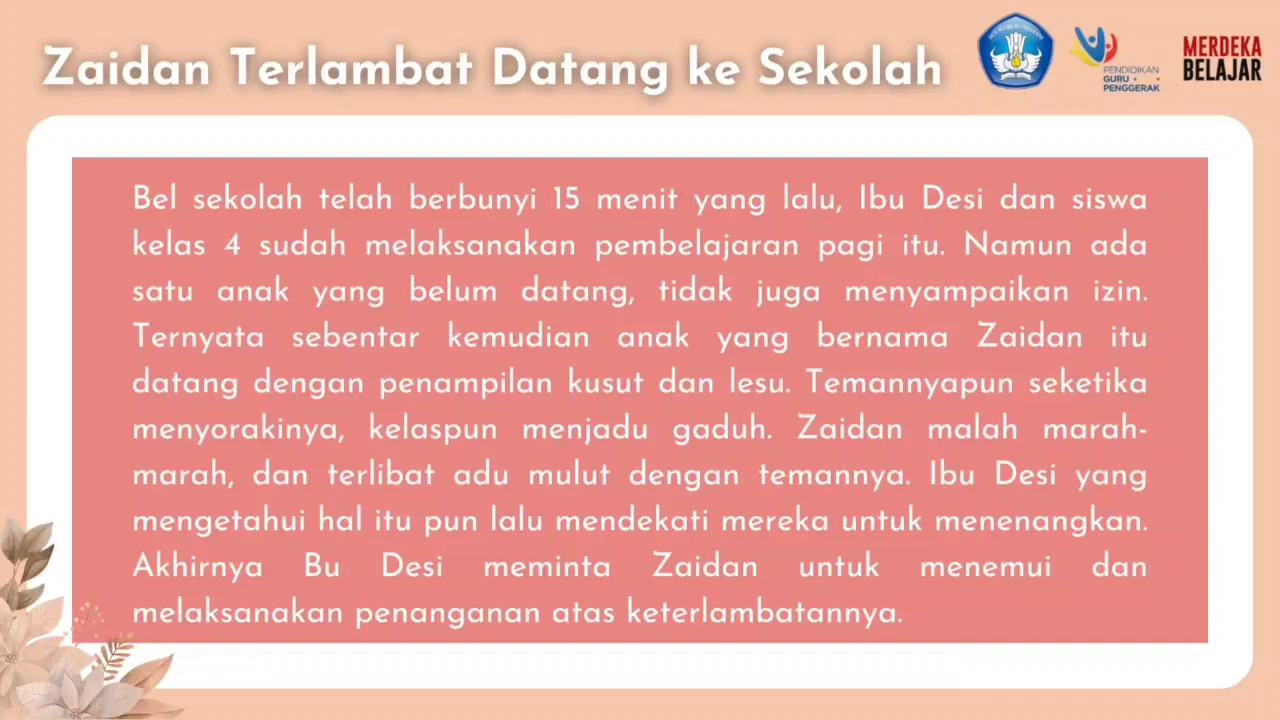 Zaidan Terlambat Datang ke Sekolah
PENDIDIKAN
GURU
PENGGERAK
MERDEKA
BELAJAR
Bel sekolah telah berbunyi 15 menit yang lalu, Ibu Desi dan siswa
kelas 4 sudah melaksanakan pembelajaran pagi itu. Namun ada
satu anak yang belum datang, tidak juga menyampaikan izin.
Ternyata sebentar kemudian anak yang bernama Zaidan itu
datang dengan penampilan kusut dan lesu. Temannyapun seketika
menyorakinya, kelaspun menjadu gaduh. Zaidan malah marah-
marah, dan terlibat adu mulut dengan temannya. Ibu Desi yang
mengetahui hal itu pun lalu mendekati mereka untuk menenangkan.
Akhirnya Bu Desi meminta Zaidan untuk menemui dan
melaksanakan penanganan atas keterlambatannya.